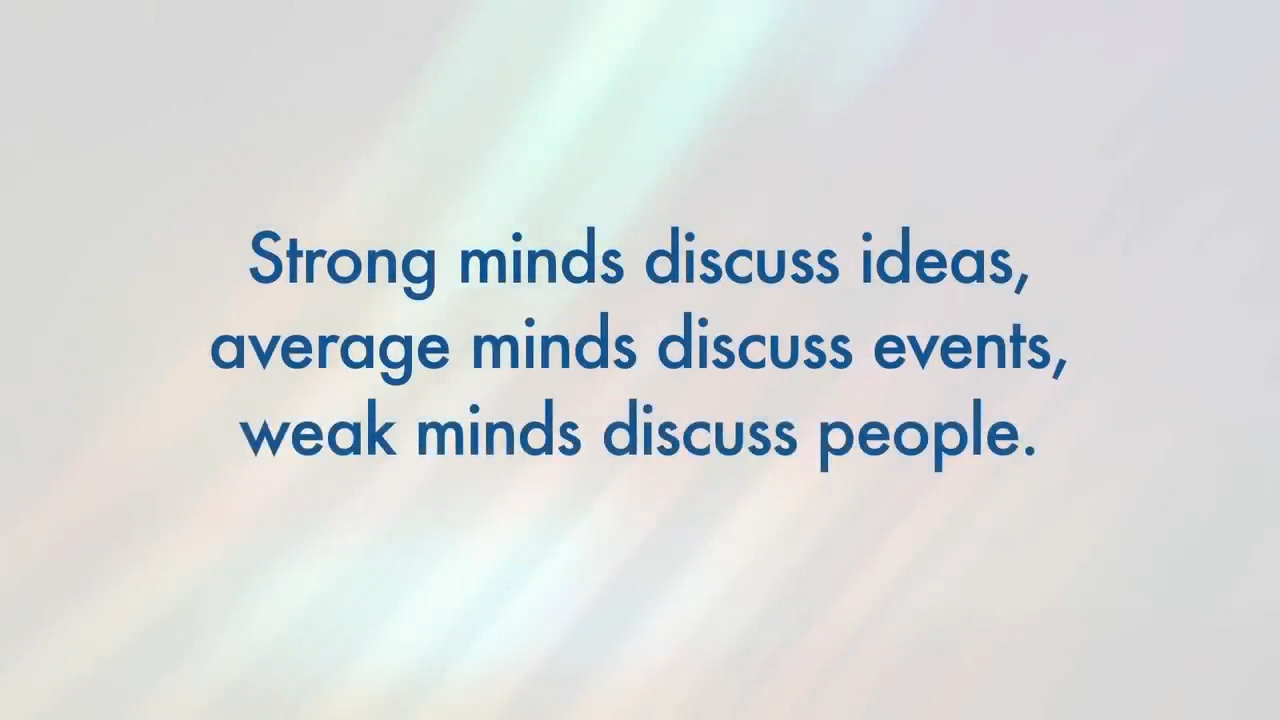 Strong minds discuss ideas,
average minds discuss events,
weak minds discuss people.